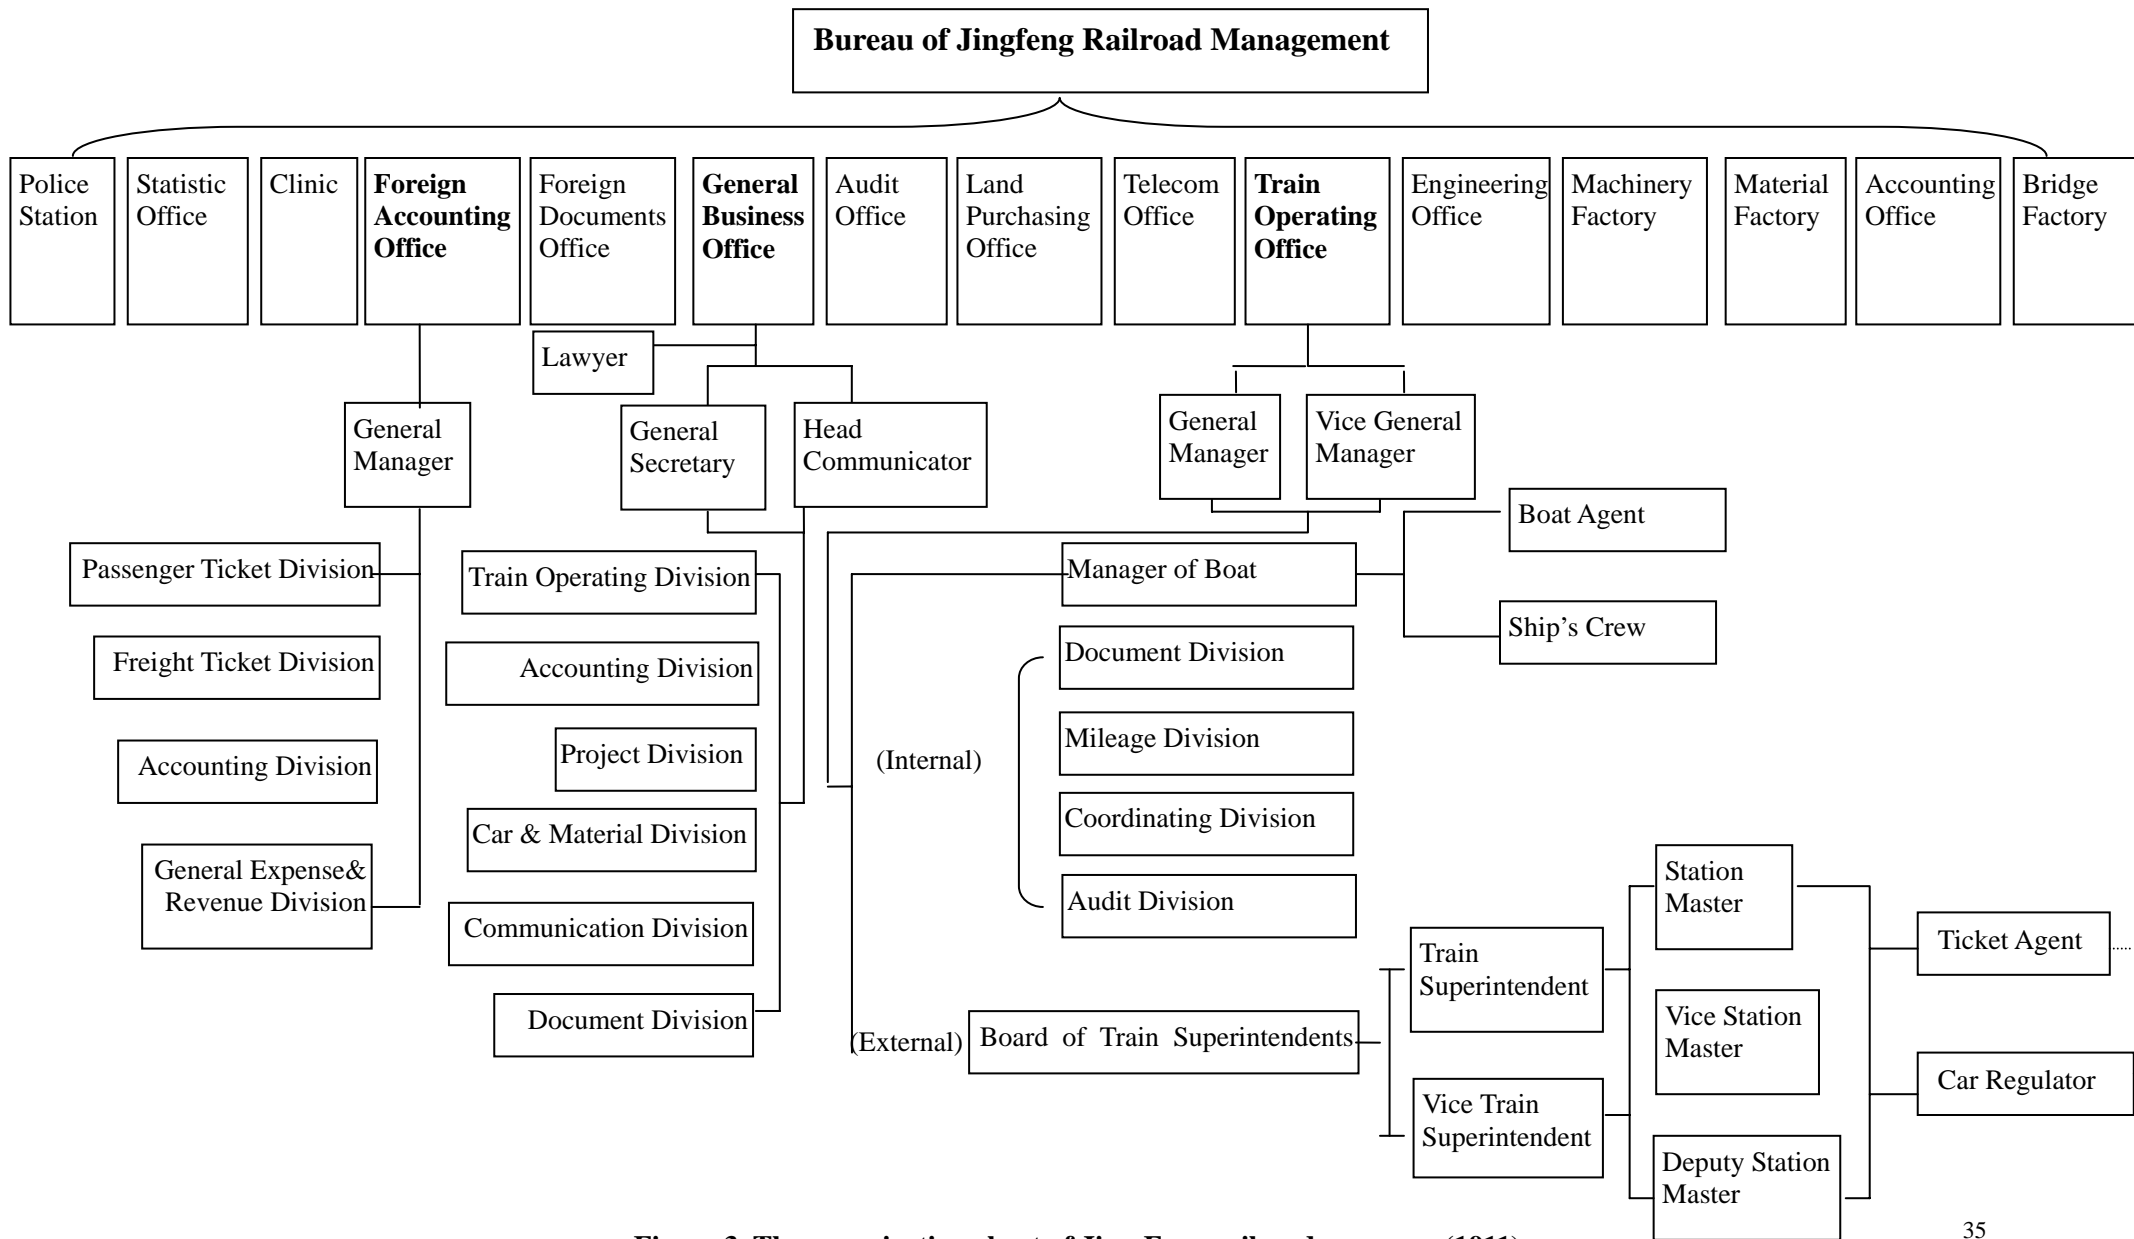 Bureau of Jingfeng Railroad Management
Police
Station
Statistic
Office
Clinic
Foreign
Accounting
Office
Foreign
Documents
Office
General
Business
Office
Audit
Office
Land
Purchasing
Office
Telecom
Office
Train
Operating
Office
Engineering
Office
Machinery
Factory
Material
Factory
Accounting
Office
Bridge
Factory
Lawyer
General
Manager
General
Secretary
Head
Communicator
General
Manager
Vice General
Manager
Boat Agent
Ship's Crew
Passenger Ticket Division
Freight Ticket Division
Accounting Division
General Expense&
Revenue Division
Train Operating Division
Accounting Division
Project Division
Car & Material Division
Communication Division
Document Division
Manager of Boat
(Internal)
Document Division
Mileage Division
Coordinating Division
Audit Division
(External)
Board of Train Superintendents
Train
Superintendent
Vice Train
Superintendent
Station
Master
Vice Station
Master
Deputy Station
Master
Ticket Agent
.....
Car Regulator
35